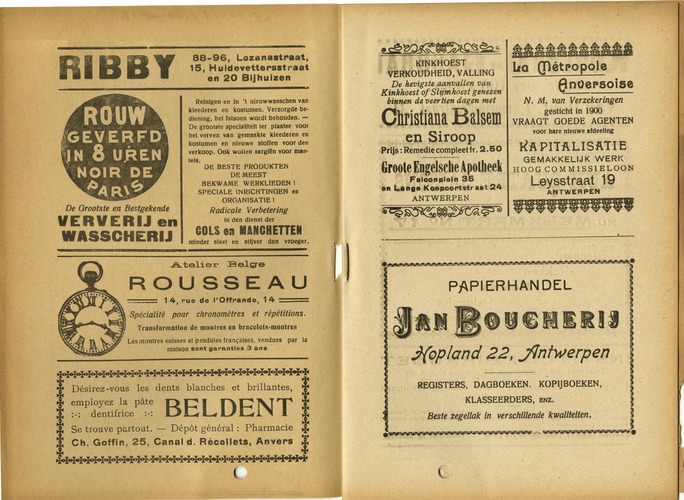 RIBBY
88-96, Lozanastraat,
15, Huidevettersstraat
en 20 Bijhuizen
ROUW
GEVERFD
IN 8 UREN
NOIR DE
PARIS
De Grootste en Bestgekende
VERVERIJ en
WASSCHERIJ
Reinigen en in 't nieuwwasschen van
kleederen en kostumen. Verzorgde be-
diening, het fatsoen wordt behouden. —
De grootste specialiteit ter plaatse voor
het verven van gemaakte kleederen en
kostumen en nieuwe stoffen voor den
verkoop. Ook wollen sargiën voor man-
tels.
DE BESTE PRODUKTEN
DE MEEST
BEKWAME WERKLIEDEN !
SPECIALE INRICHTINGEN en
ORGANISATIE !
Radicale Verbetering
in den dienst der
COLS en MANCHETTEN
minder sleet en stijver dan vroeger.
Atelier Belge
ROUSSEAU
14, rue de l'Offrande, 14
Spécialité pour chronomètres et répétitions.
Transformation de montres en bracelets-montres
Les montres suisses et pendules françaises, vendues par la
maison sont garanties 3 ans
Désirez-vous les dents blanches et brillantes,
employez la pâte
:-: dentifrice :-: BELDENT
Se trouve partout. — Dépôt général : Pharmacie
Ch. Goffin, 25, Canal d. Récollets, Anvers
KINKHOEST
VERKOUDHEID, VALLING
De hevigste aanvallen van
Kinkhoest of Slijmhoest genezen
binnen de veertien dagen met
Christiana Balsem
en Siroop
Prijs : Remedie compleet fr. 2.50
Groote Engelsche Apotheek
Falconplein 35
en Lange Koepoortstraat 24
ANTWERPEN
La Métropole
Anversoise
N. M. van Verzekeringen
gesticht in 1900
VRAAGT GOEDE AGENTEN
voor hare nieuwe afdeeling
KAPITALISATIE
GEMAKKELIJK WERK
HOOG COMMISSIELOON
Leysstraat 19
ANTWERPEN
PAPIERHANDEL
JAN BOUCHERIJ
Hopland 22, Antwerpen
REGISTERS, DAGBOEKEN, KOPIJBOEKEN,
KLASSEERDERS, ENZ.
Beste zegellak in verschillende kwaliteiten.